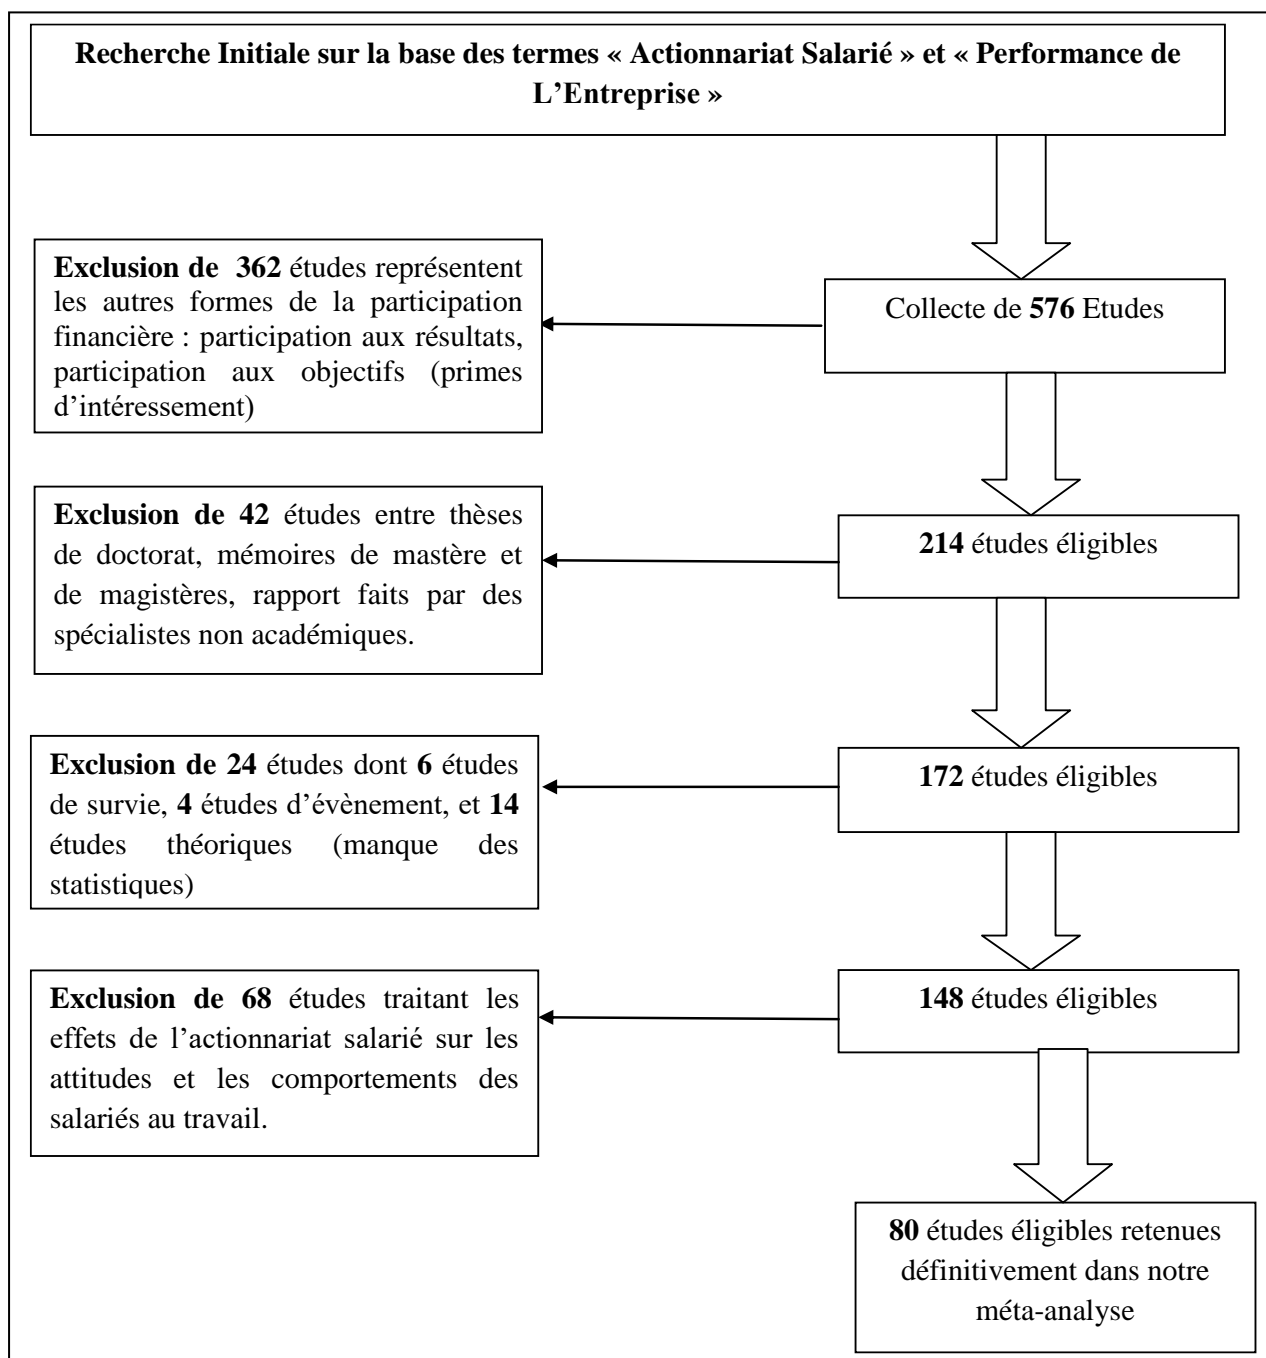 Recherche Initiale sur la base des termes « Actionnariat Salarié » et « Performance de
L’Entreprise »
Collecte de 576 Etudes
Exclusion de 362 études représentent
les autres formes de la participation
financière : participation aux résultats,
participation aux objectifs (primes
d’intéressement)
214 études éligibles
Exclusion de 42 études entre thèses
de doctorat, mémoires de mastère et
de magistères, rapport faits par des
spécialistes non académiques.
172 études éligibles
Exclusion de 24 études dont 6 études
de survie, 4 études d’évènement, et 14
études théoriques (manque des
statistiques)
148 études éligibles
Exclusion de 68 études traitant les
effets de l’actionnariat salarié sur les
attitudes et les comportements des
salariés au travail.
80 études éligibles retenues
définitivement dans notre
méta-analyse